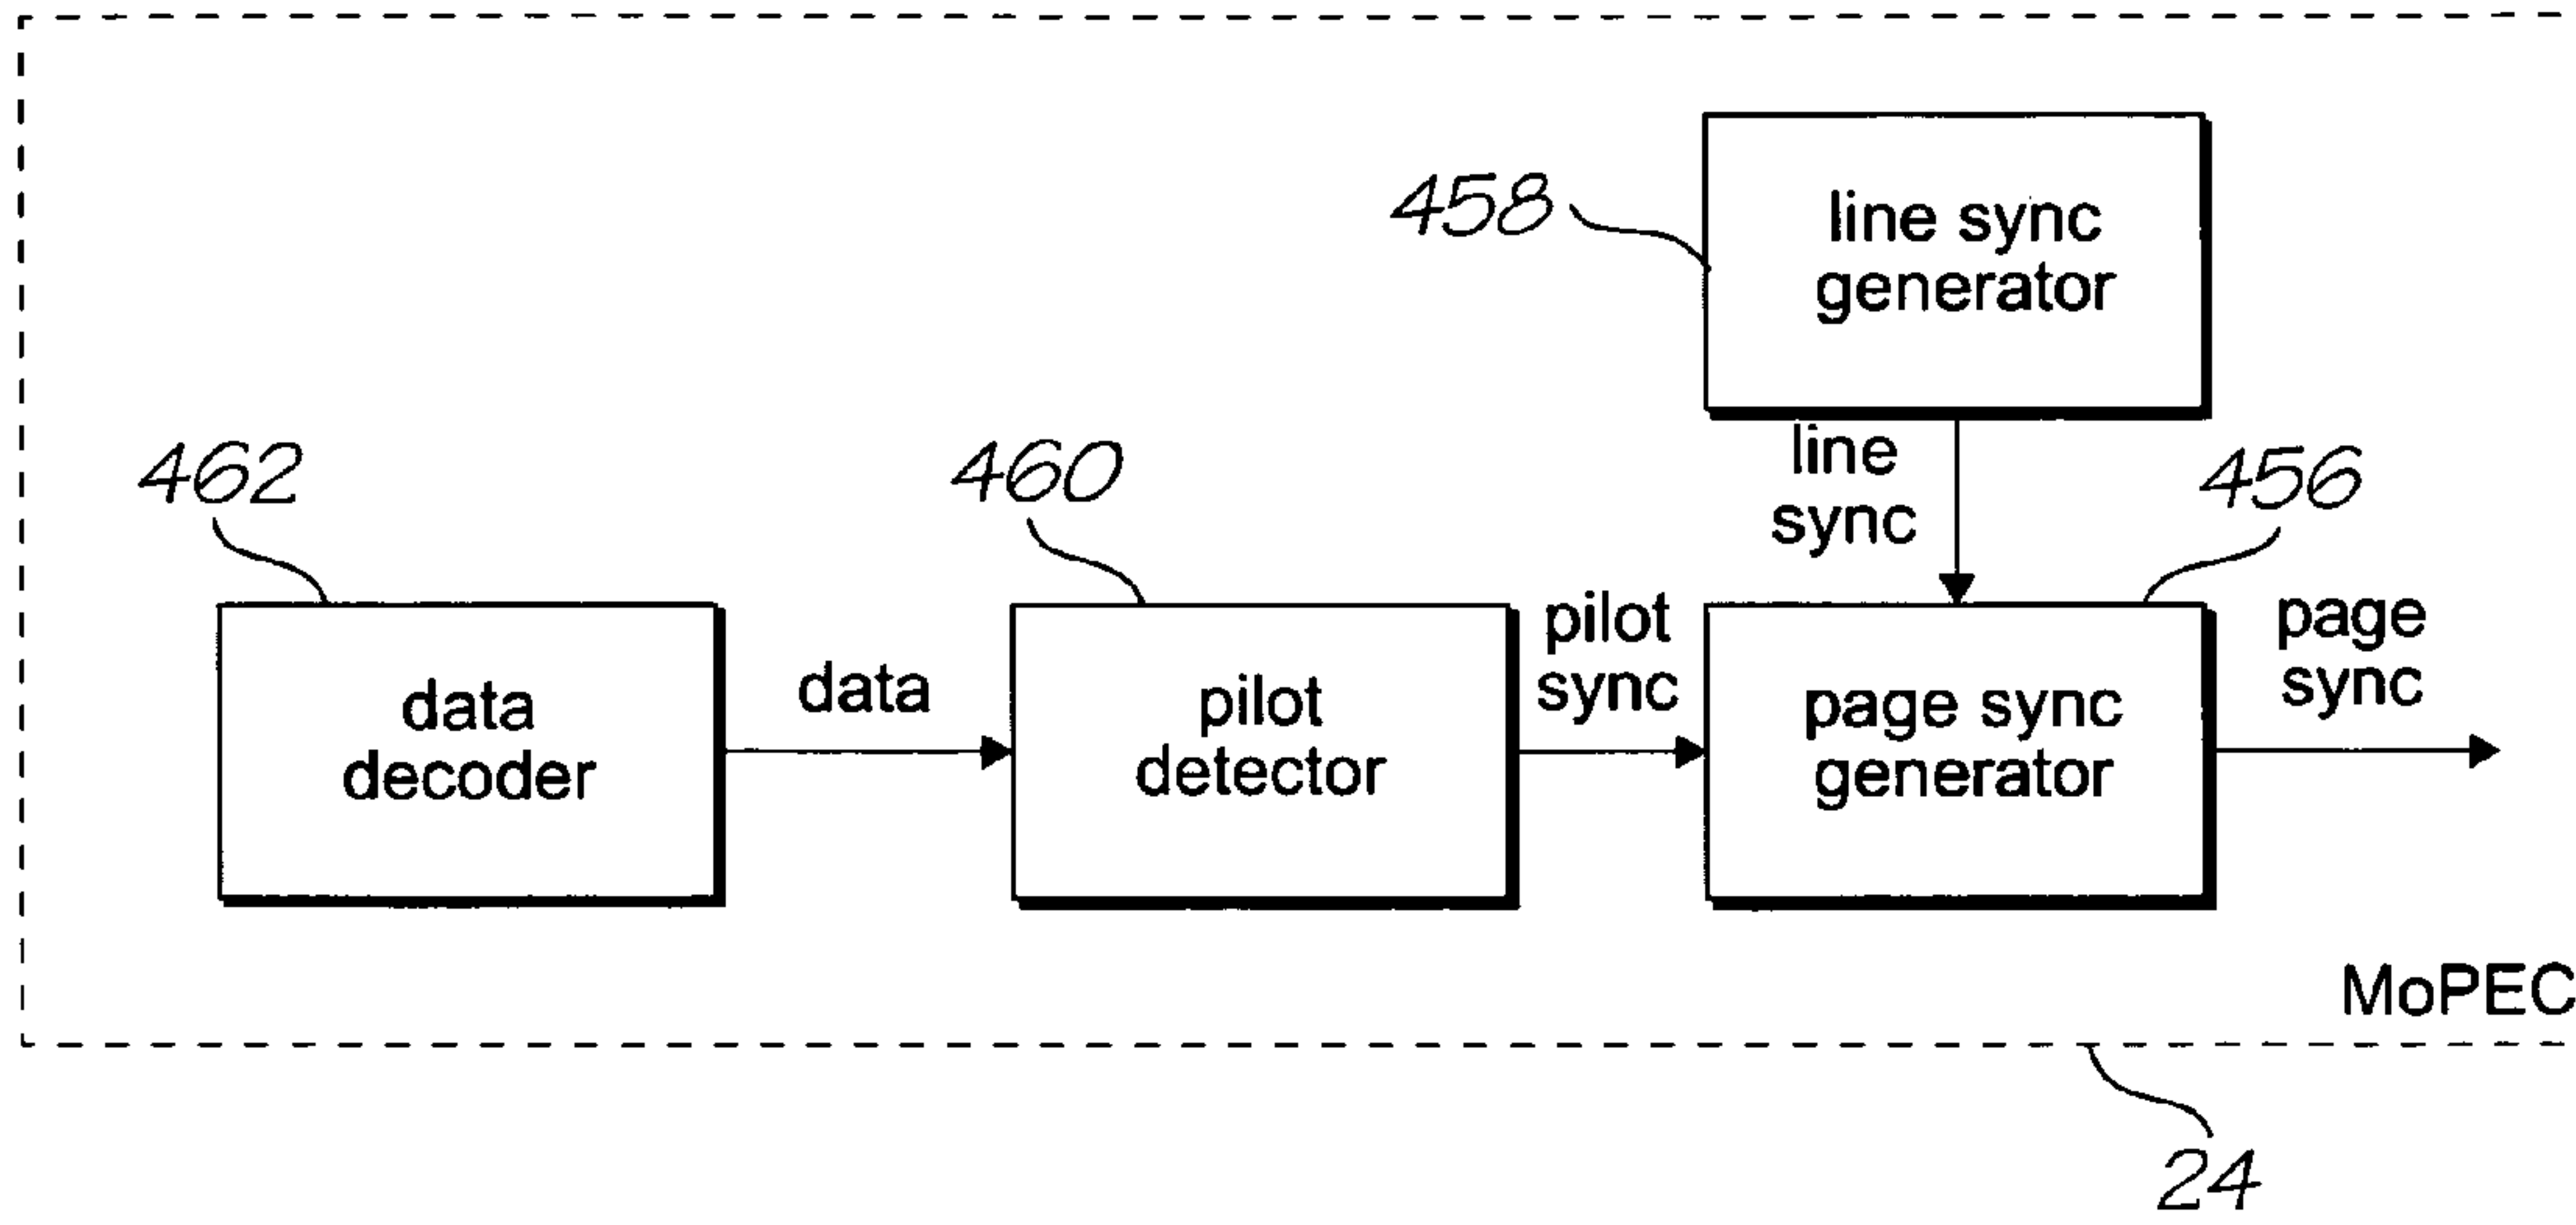 458
line sync
generator
line
sync
462
460
456
data
decoder
data
pilot
detector
pilot
sync
page sync
generator
page
sync
MoPEC
24